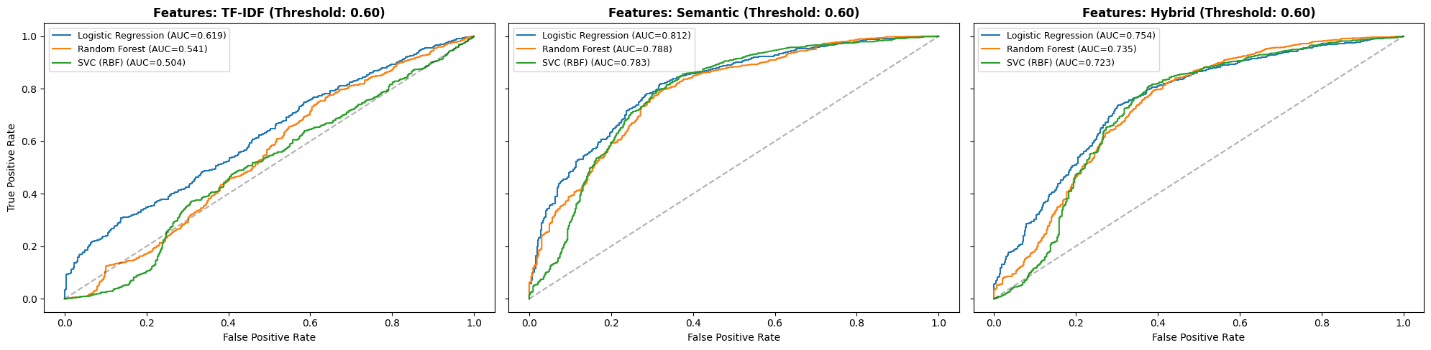 Features: TF-IDF (Threshold: 0.60)
Logistic Regression (AUC=0.619)
Random Forest (AUC=0.541)
SVC (RBF) (AUC=0.504)
True Positive Rate
1.0
0.8
0.6
0.4
0.2
0.0
0.0 0.2 0.4 0.6 0.8 1.0
False Positive Rate
Features: Semantic (Threshold: 0.60)
Logistic Regression (AUC=0.812)
Random Forest (AUC=0.788)
SVC (RBF) (AUC=0.783)
0.0 0.2 0.4 0.6 0.8 1.0
False Positive Rate
Features: Hybrid (Threshold: 0.60)
Logistic Regression (AUC=0.754)
Random Forest (AUC=0.735)
SVC (RBF) (AUC=0.723)
0.0 0.2 0.4 0.6 0.8 1.0
False Positive Rate